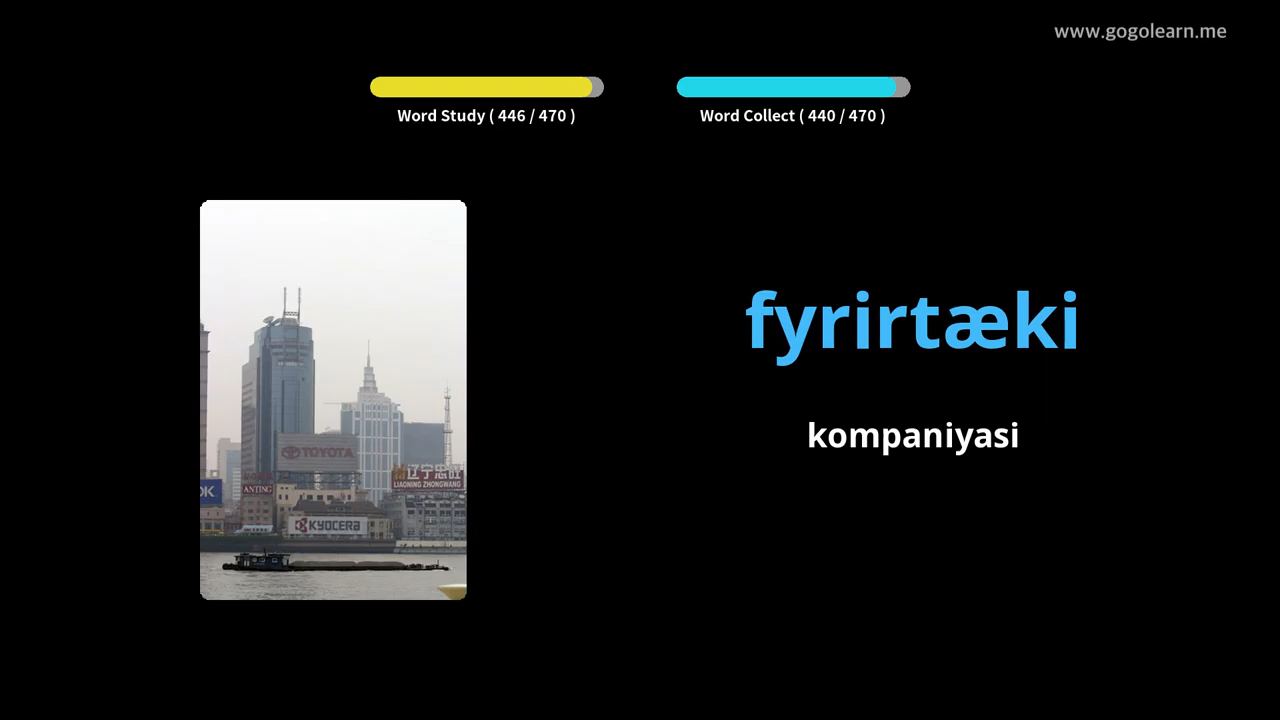 www.gogolearn.me
Word Study ( 446 / 470 )
Word Collect ( 440 / 470 )
fyrirtæki
kompaniyasi
TOYOTA
OK
ANTING
辽宁忠旺
LIAONING ZHONGWANG
KYOCERA